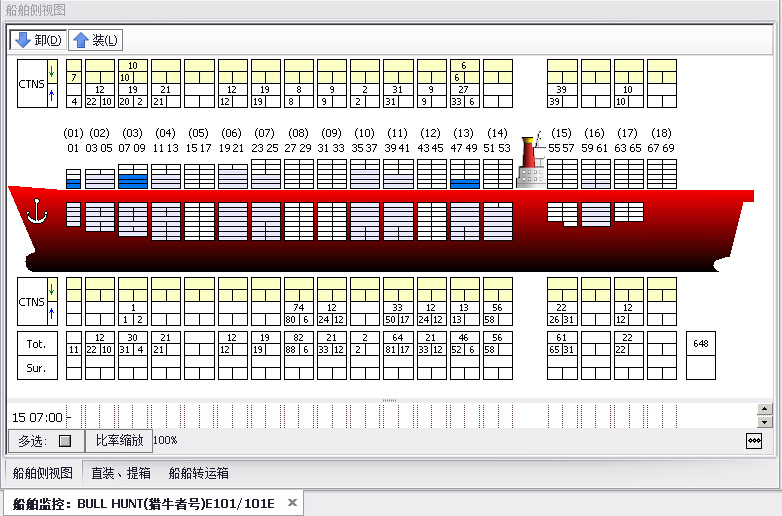 船舶侧视图
卸(D) 装(L)
10 6
7 10 6
CTNS 12 19 21 12 19 8 9 2 31 9 27 39 10
4 22 10 20 2 21 12 19 8 9 2 31 9 33 6 39 10
(01) (02) (03) (04) (05) (06) (07) (08) (09) (10) (11) (12) (13) (14) (15) (16) (17) (18)
01 03 05 07 09 11 13 15 17 19 21 23 25 27 29 31 33 35 37 39 41 43 45 47 49 51 53 55 57 59 61 63 65 67 69
CTNS 1 74 12 33 12 13 56 22 12
1 2 80 6 24 12 50 17 24 12 13 58 26 31 12
Tot. 12 30 21 12 19 82 21 2 64 21 46 56 61 22 648
11 22 10 31 4 21 12 19 88 6 33 12 2 81 17 33 12 52 6 58 65 31 22
Sur.
15 07:00
多选: 比率缩放 100%
船舶侧视图 直装、提箱 船舶转运箱
船舶监控: BULL HUNT(猎牛者号)E101/101E